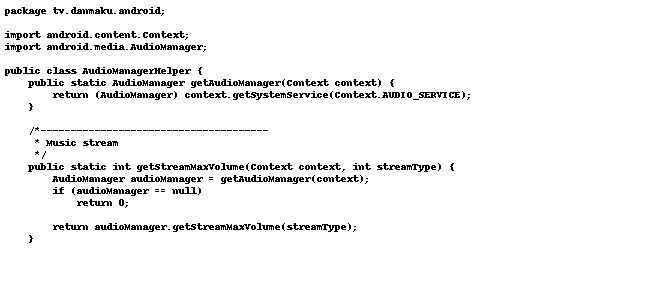 package tv.danmaku.android;

import android.content.Context;
import android.media.AudioManager;

public class AudioManagerHelper {
    public static AudioManager getAudioManager(Context context) {
        return (AudioManager) context.getSystemService(Context.AUDIO_SERVICE);
    }

    /*--------------------------------------
     * Music stream
     */
    public static int getStreamMaxVolume(Context context, int streamType) {
        AudioManager audioManager = getAudioManager(context);
        if (audioManager == null)
            return 0;

        return audioManager.getStreamMaxVolume(streamType);
    }